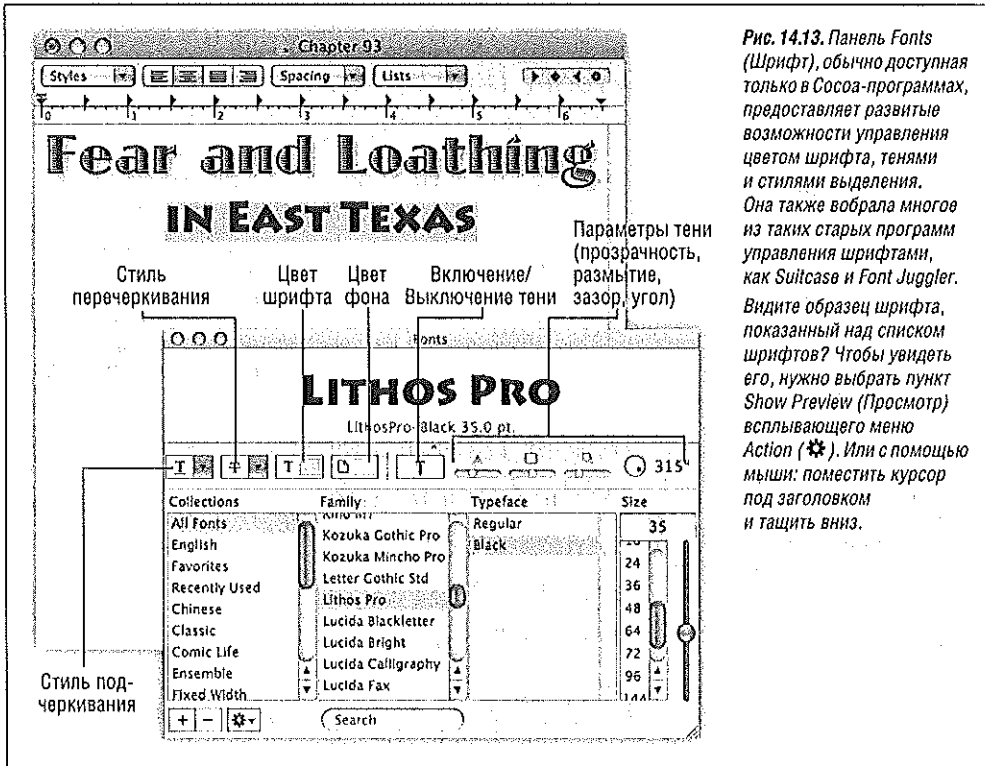 Chapter 93
Styles Spacing Lists
0 1 2 3 4 5 6
Fear and Loathing
IN EAST TEXAS
Параметры тени
(прозрачность,
размытие,
зазор, угол)
Стиль
перечеркивания
Цвет
шрифта
Цвет
фона
Включение/
Выключение тени
Fonts
LITHOS PRO
LithosPro-Black 35.0 pt.
T T T T 315°
Collections Family Typeface Size
All Fonts
English
Favorites
Recently Used
Chinese
Classic
Comic Life
Ensemble
Fixed Width
Kozuka Gothic Pro
Kozuka Mincho Pro
Letter Gothic Std
Lithos Pro
Lucida Blackletter
Lucida Bright
Lucida Calligraphy
Lucida Fax
Regular
Black
35
24
36
48
64
72
96
144
Стиль под-
черкивания
+ −
Search
Рис. 14.13. Панель Fonts
(Шрифт), обычно доступная
только в Cocoa-программах,
предоставляет развитые
возможности управления
цветом шрифта, тенями
и стилями выделения.
Она также вобрала многое
из таких старых программ
управления шрифтами,
как Suitcase и Font Juggler.
Видите образец шрифта,
показанный над списком
шрифтов? Чтобы увидеть
его, нужно выбрать пункт
Show Preview (Просмотр)
всплывающего меню
Action (✽). Или с помощью
мыши: поместить курсор
под заголовком
и тащить вниз.